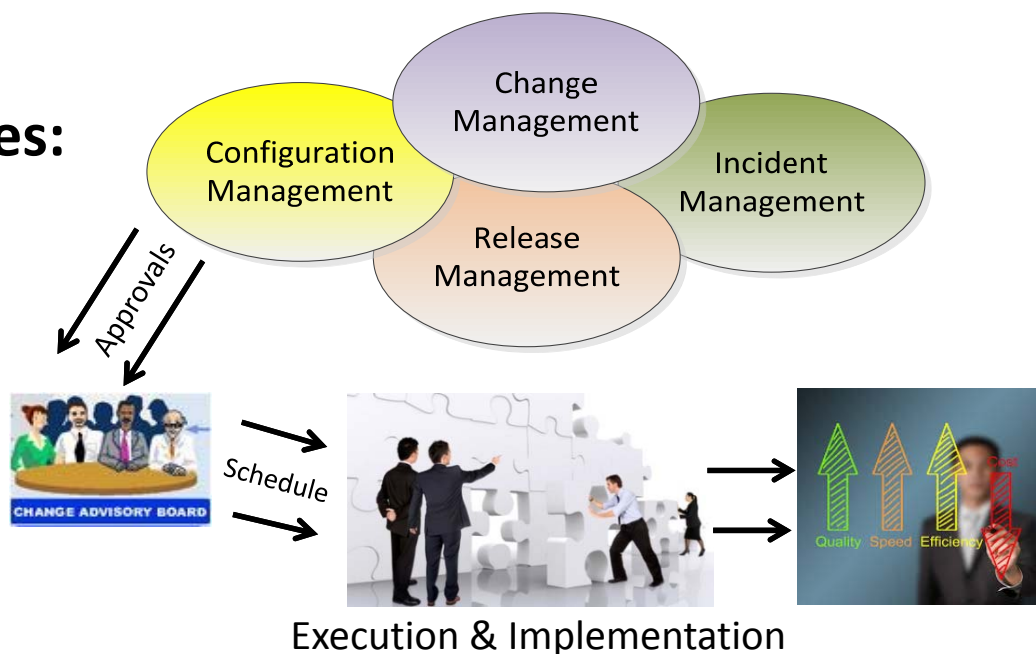 es:
Change
Management
Configuration
Management
Incident
Management
Release
Management
Approvals
CHANGE ADVISORY BOARD
Schedule
Quality
Speed
Efficiency
Cost
Execution & Implementation